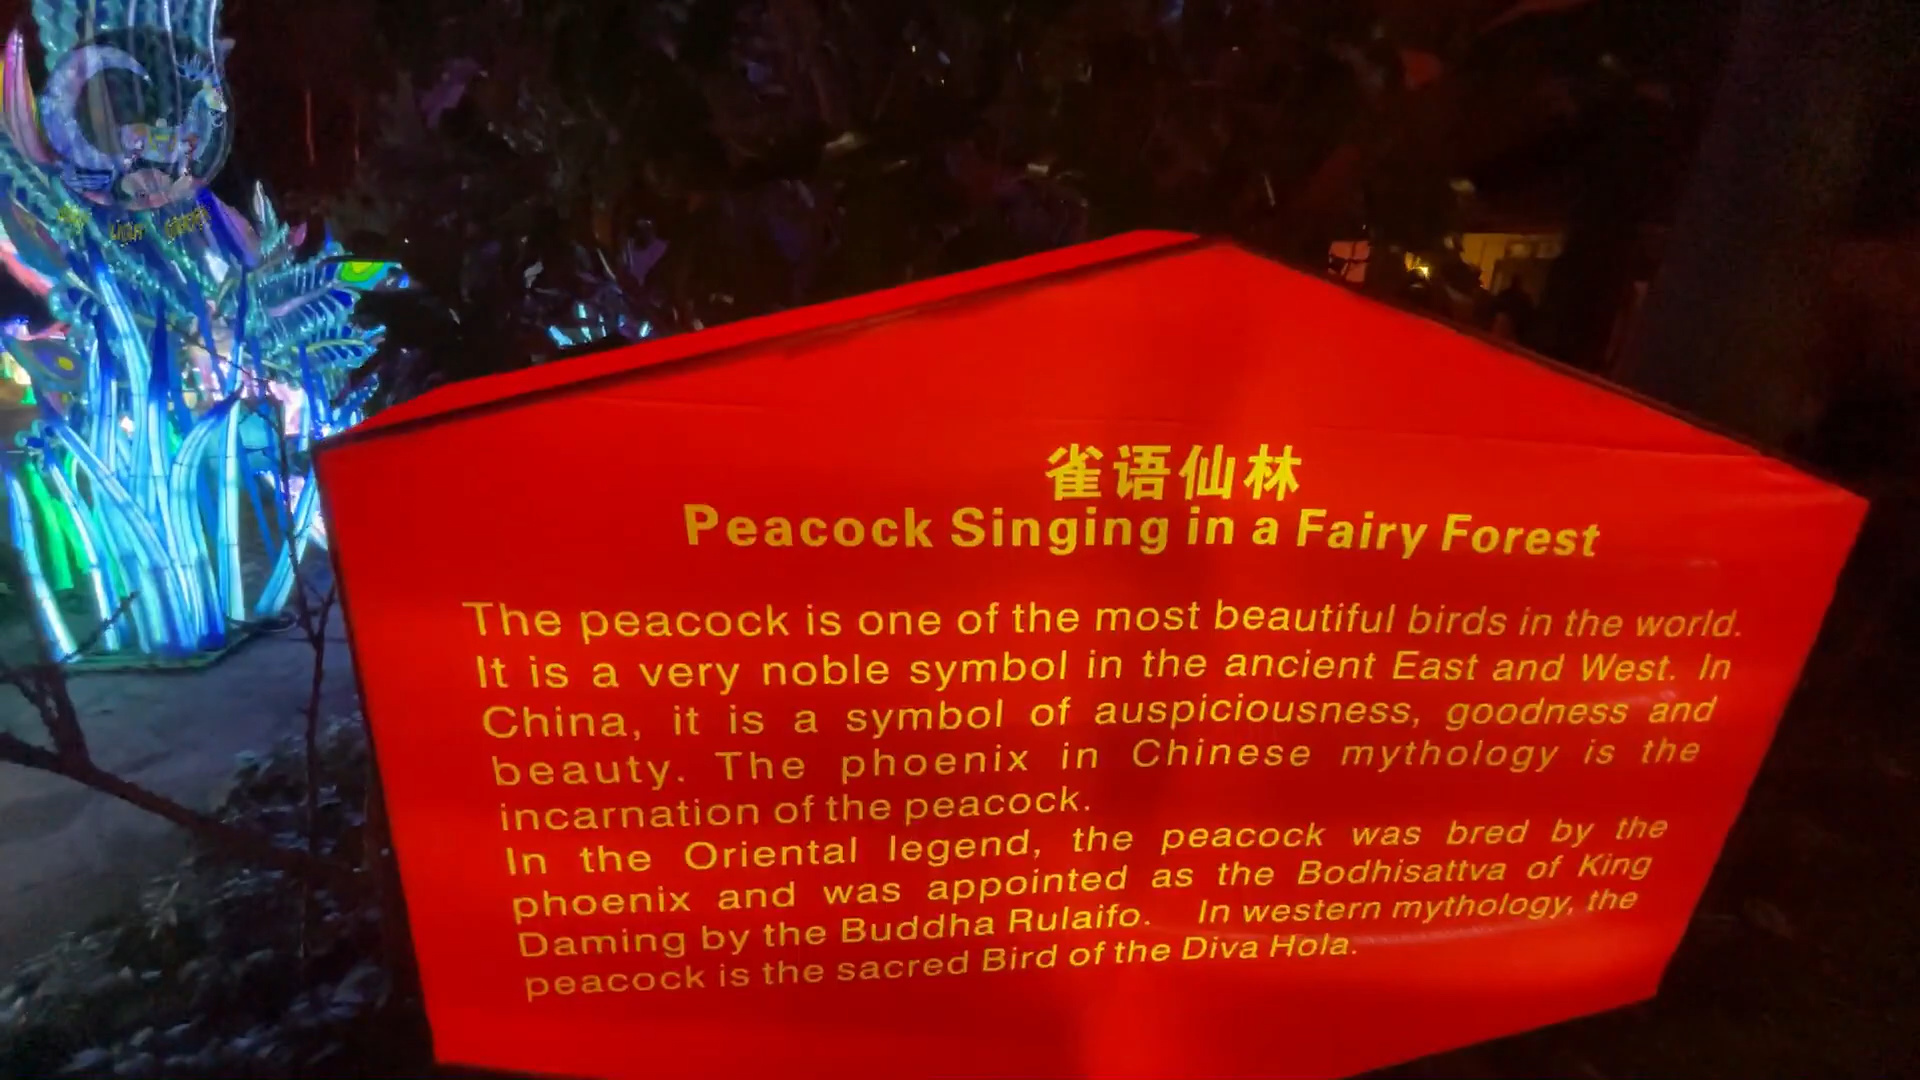 雀语仙林
Peacock Singing in a Fairy Forest
The peacock is one of the most beautiful birds in the world.
It is a very noble symbol in the ancient East and West. In
China, it is a symbol of auspiciousness, goodness and
beauty. The phoenix in Chinese mythology is the
incarnation of the peacock.
In the Oriental legend, the peacock was bred by the
phoenix and was appointed as the Bodhisattva of King
Daming by the Buddha Rulaifo. In western mythology, the
peacock is the sacred Bird of the Diva Hola.